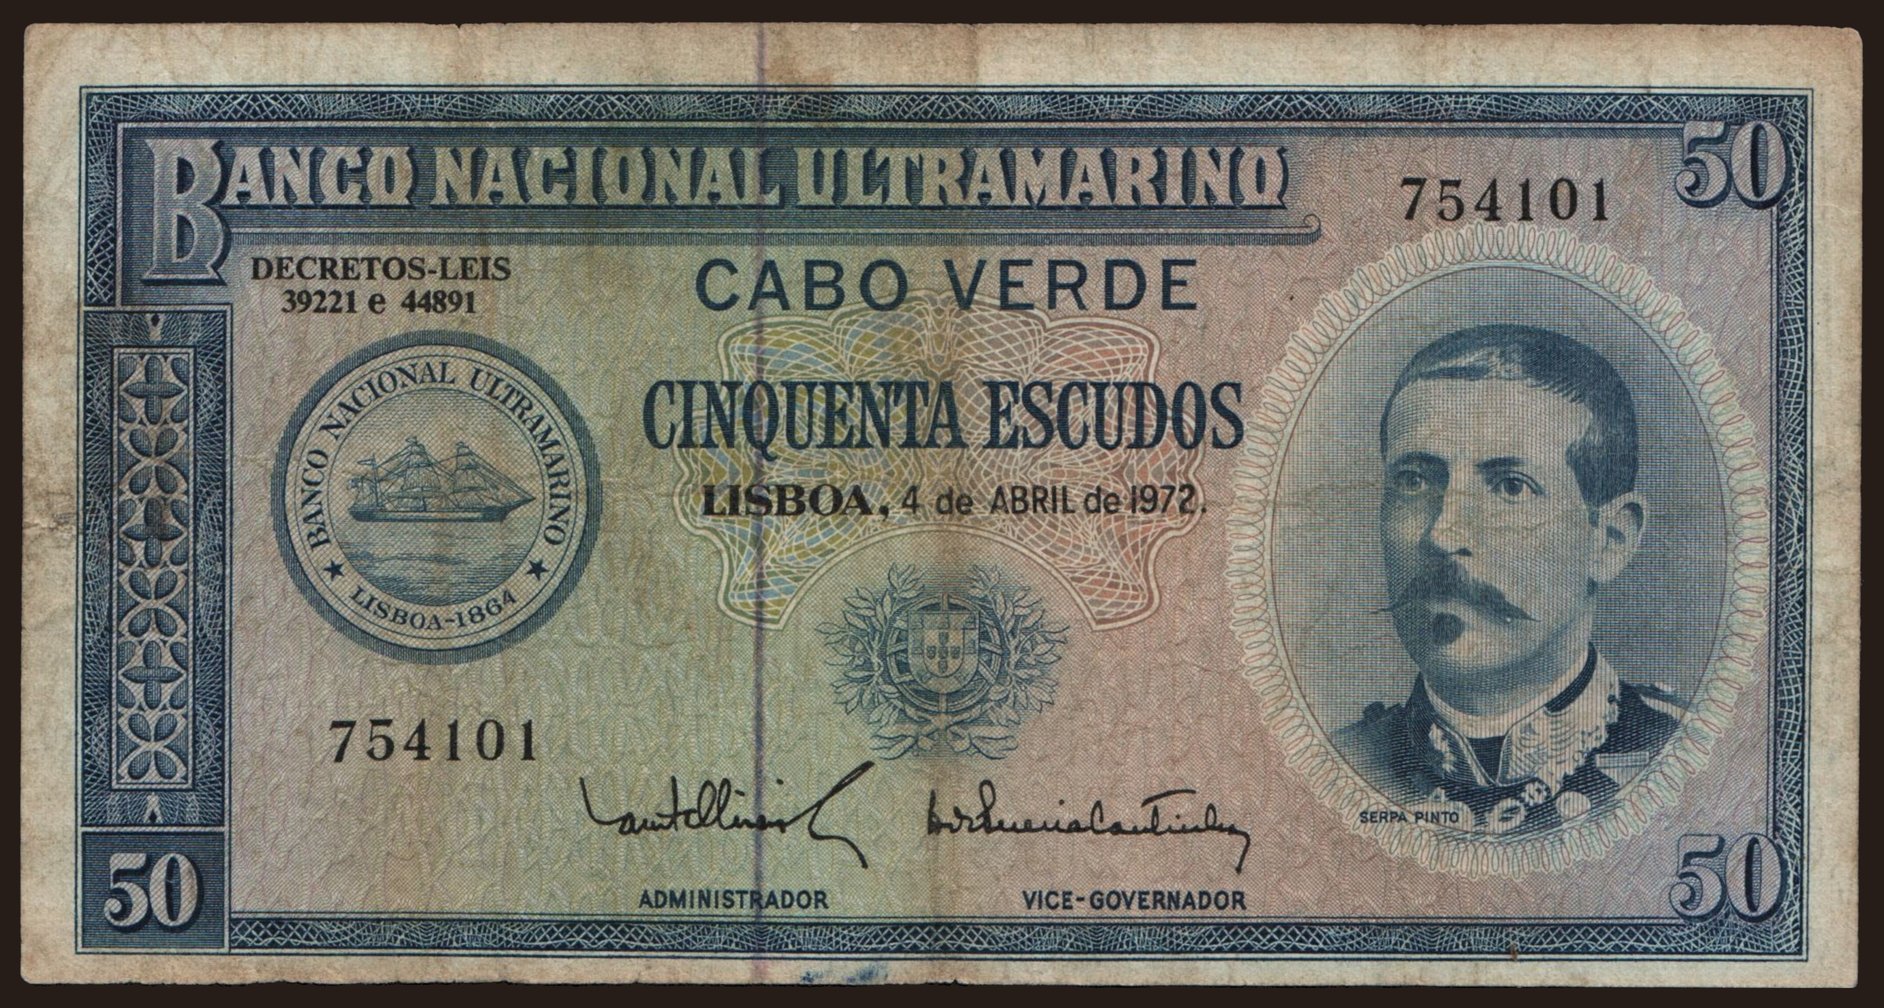 BANCO NACIONAL ULTRAMARINO
50
754101
DECRETOS-LEIS
39221 e 44891
CABO VERDE
CINQUENTA ESCUDOS
LISBOA, 4 de ABRIL de 1972.
BANCO NACIONAL ULTRAMARINO
LISBOA-1864
754101
SERPA PINTO
50
ADMINISTRADOR
VICE-GOVERNADOR
50